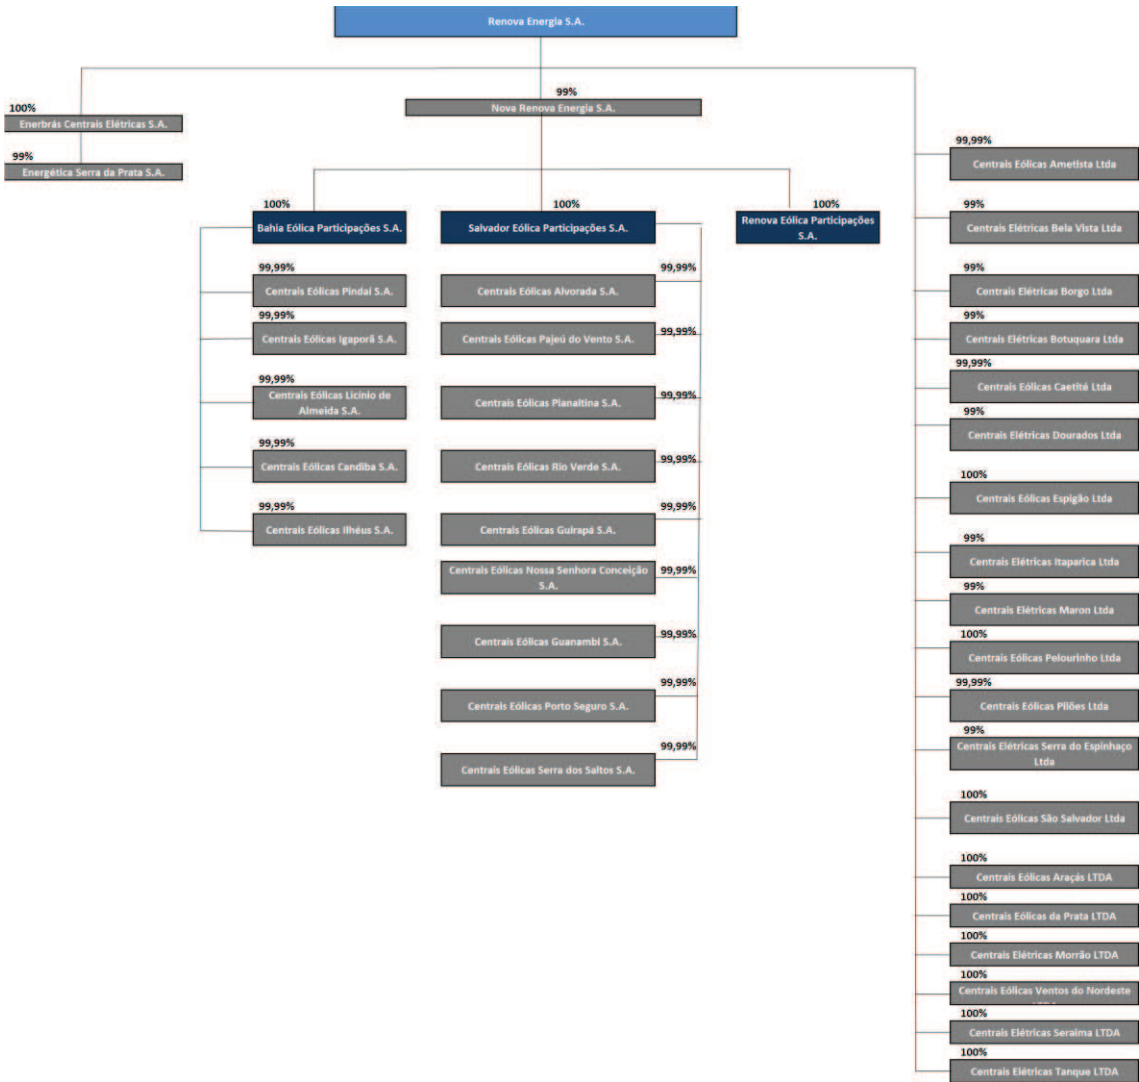 Renova Energia S.A.
100%
Enerbrás Centrais Elétricas S.A.
99%
Energética Serra da Prata S.A.
99%
Nova Renova Energia S.A.
100%
Bahia Eólica Participações S.A.
99,99%
Centrais Eólicas Pindaí S.A.
99,99%
Centrais Eólicas Igaporã S.A.
99,99%
Centrais Eólicas Licínio de
Almeida S.A.
99,99%
Centrais Eólicas Candiba S.A.
99,99%
Centrais Eólicas Ilhéus S.A.
100%
Salvador Eólica Participações S.A.
99,99%
Centrais Eólicas Alvorada S.A.
99,99%
Centrais Eólicas Pajeú do Vento S.A.
99,99%
Centrais Eólicas Planaltina S.A.
99,99%
Centrais Eólicas Rio Verde S.A.
99,99%
Centrais Eólicas Guirapá S.A.
99,99%
Centrais Eólicas Nossa Senhora Conceição
S.A.
99,99%
Centrais Eólicas Guanambi S.A.
99,99%
Centrais Eólicas Porto Seguro S.A.
99,99%
Centrais Eólicas Serra dos Saltos S.A.
100%
Renova Eólica Participações
S.A.
99,99%
Centrais Eólicas Ametista Ltda
99%
Centrais Elétricas Bela Vista Ltda
99%
Centrais Elétricas Borgo Ltda
99%
Centrais Elétricas Botuquara Ltda
99,99%
Centrais Eólicas Caetité Ltda
99%
Centrais Elétricas Dourados Ltda
100%
Centrais Eólicas Espigão Ltda
99%
Centrais Elétricas Itaparica Ltda
99%
Centrais Elétricas Maron Ltda
100%
Centrais Eólicas Pelourinho Ltda
99,99%
Centrais Eólicas Pilões Ltda
99%
Centrais Elétricas Serra do Espinhaço
Ltda
100%
Centrais Eólicas São Salvador Ltda
100%
Centrais Eólicas Araçás LTDA
100%
Centrais Eólicas da Prata LTDA
100%
Centrais Elétricas Morrão LTDA
100%
Centrais Eólicas Ventos do Nordeste
LTDA
100%
Centrais Elétricas Seraíma LTDA
100%
Centrais Elétricas Tanque LTDA